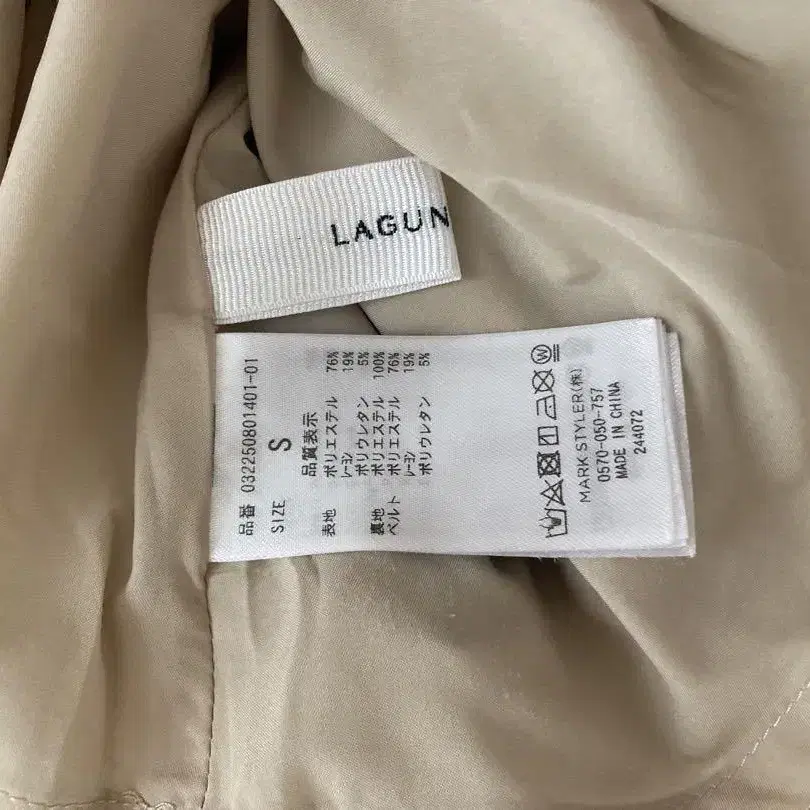 LAGUN
品番 032250801401-01
SIZE S
品質表示
表地 ポリエステル 76%
レーヨン 19%
ポリウレタン 5%
裏地 ポリエステル 100%
ベルト ポリエステル 76%
レーヨン 19%
ポリウレタン 5%
MARK STYLER(株)
0570-050-757
MADE IN CHINA
244072